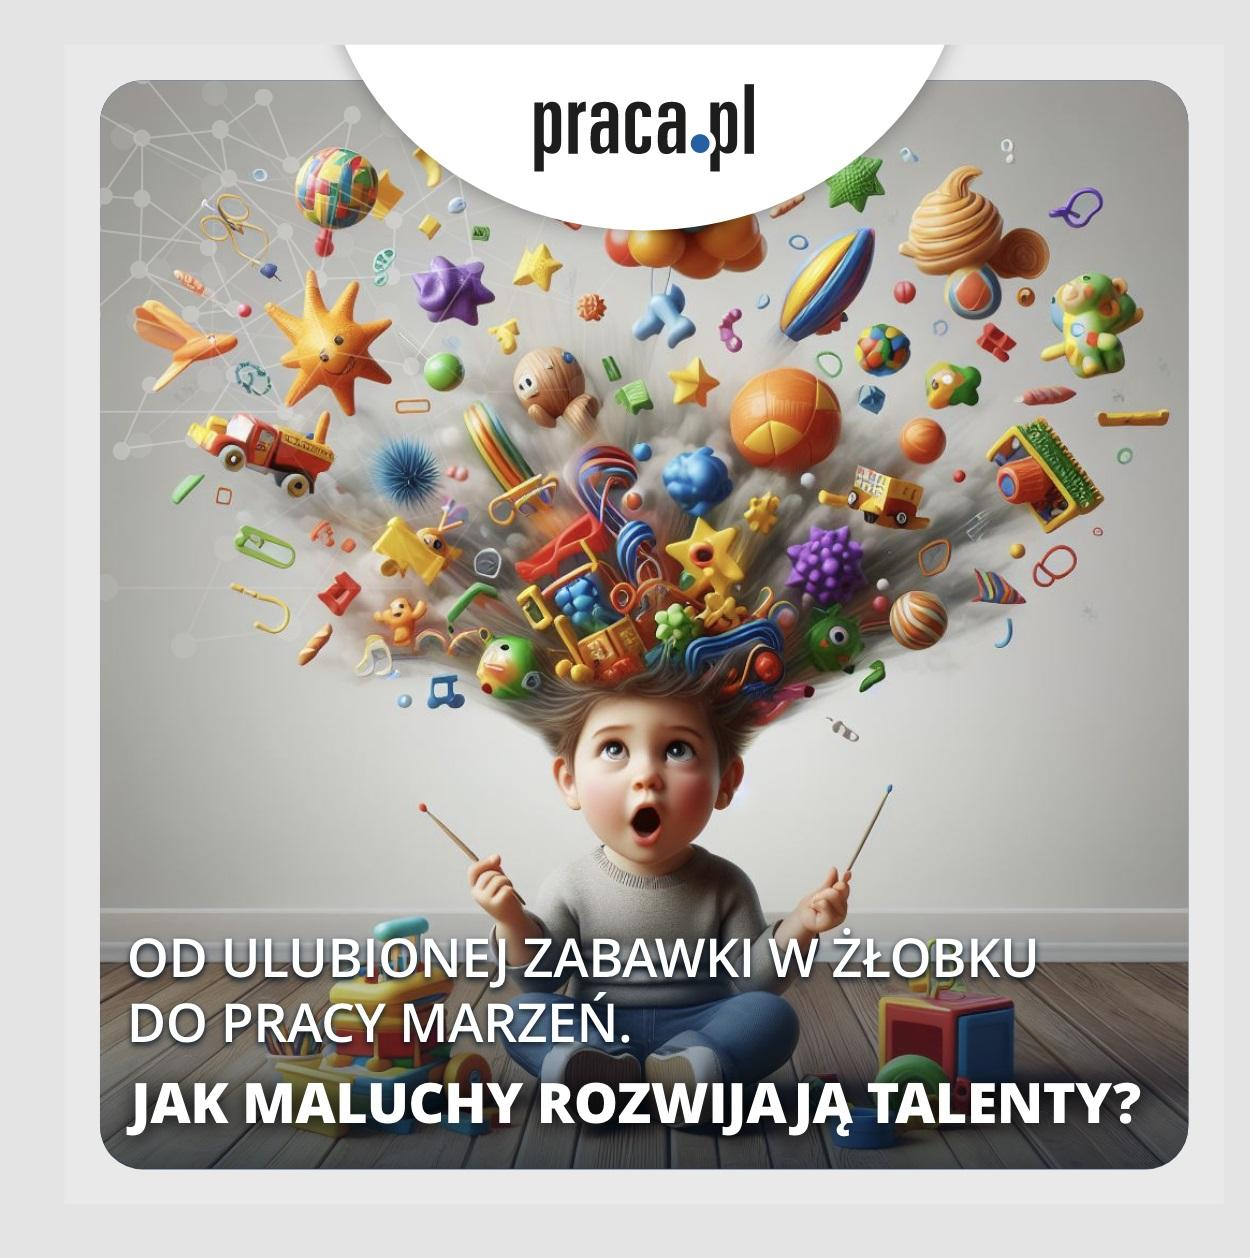 praca.pl
OD ULUBIONEJ ZABAWKI W ŻŁOBKU
DO PRACY MARZEŃ.
JAK MALUCHY ROZWIJAJĄ TALENTY?